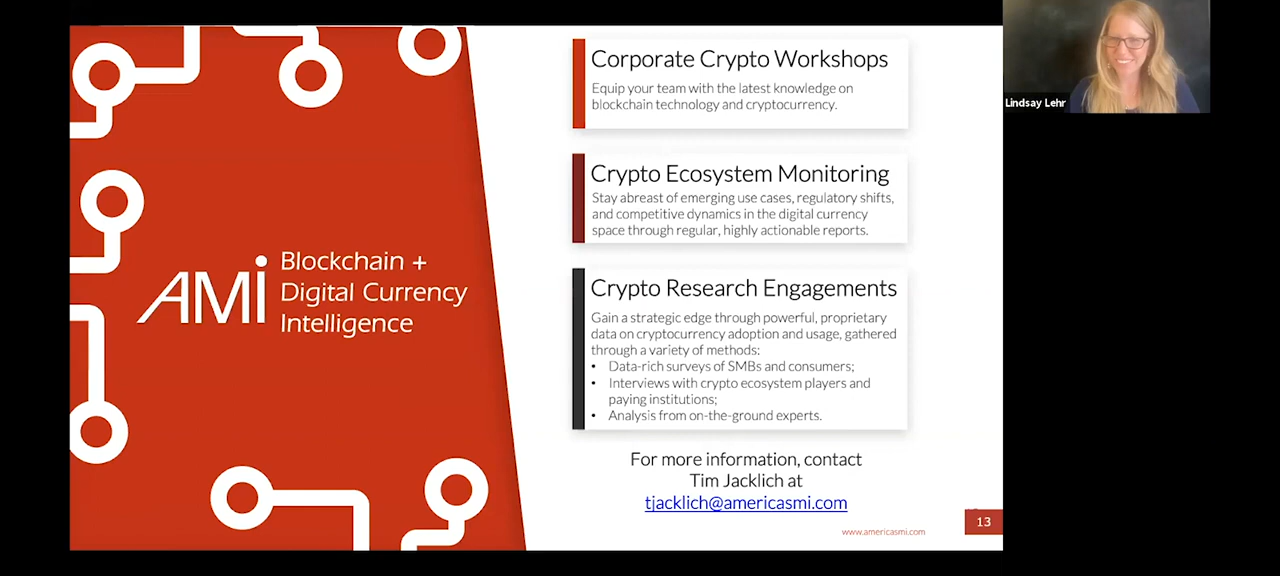 Corporate Crypto Workshops
Equip your team with the latest knowledge on
blockchain technology and cryptocurrency.
Lindsay Lehr
Crypto Ecosystem Monitoring
Stay abreast of emerging use cases, regulatory shifts,
and competitive dynamics in the digital currency
space through regular, highly actionable reports.
AMI
Blockchain +
Digital Currency
Intelligence
Crypto Research Engagements
Gain a strategic edge through powerful, proprietary
data on cryptocurrency adoption and usage, gathered
through a variety of methods:
• Data-rich surveys of SMBs and consumers;
• Interviews with crypto ecosystem players and
paying institutions;
• Analysis from on-the-ground experts.
For more information, contact
Tim Jacklich at
tjacklich@americasmi.com
13
www.americasmi.com